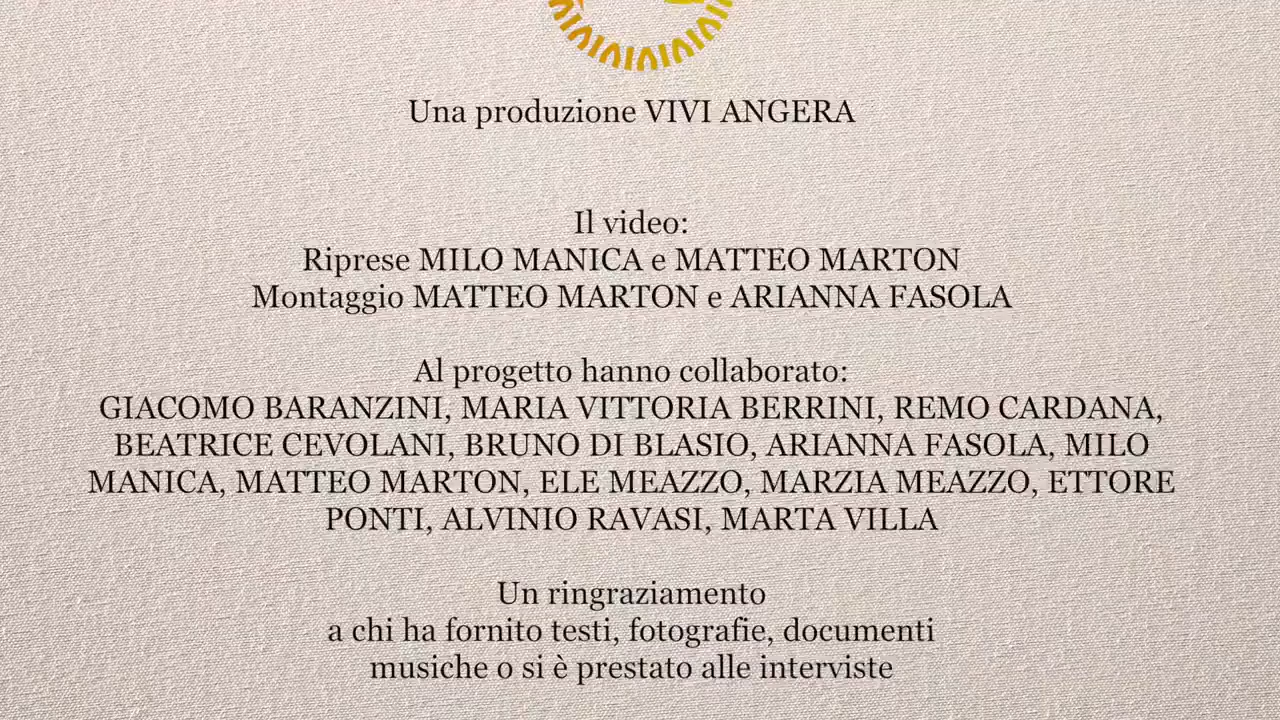 Una produzione VIVI ANGERA
Il video:
Riprese MILO MANICA e MATTEO MARTON
Montaggio MATTEO MARTON e ARIANNA FASOLA
Al progetto hanno collaborato:
GIACOMO BARANZINI, MARIA VITTORIA BERRINI, REMO CARDANA,
BEATRICE CEVOLANI, BRUNO DI BLASIO, ARIANNA FASOLA, MILO
MANICA, MATTEO MARTON, ELE MEAZZO, MARZIA MEAZZO, ETTORE
PONTI, ALVINIO RAVASI, MARTA VILLA
Un ringraziamento
a chi ha fornito testi, fotografie, documenti
musiche o si è prestato alle interviste